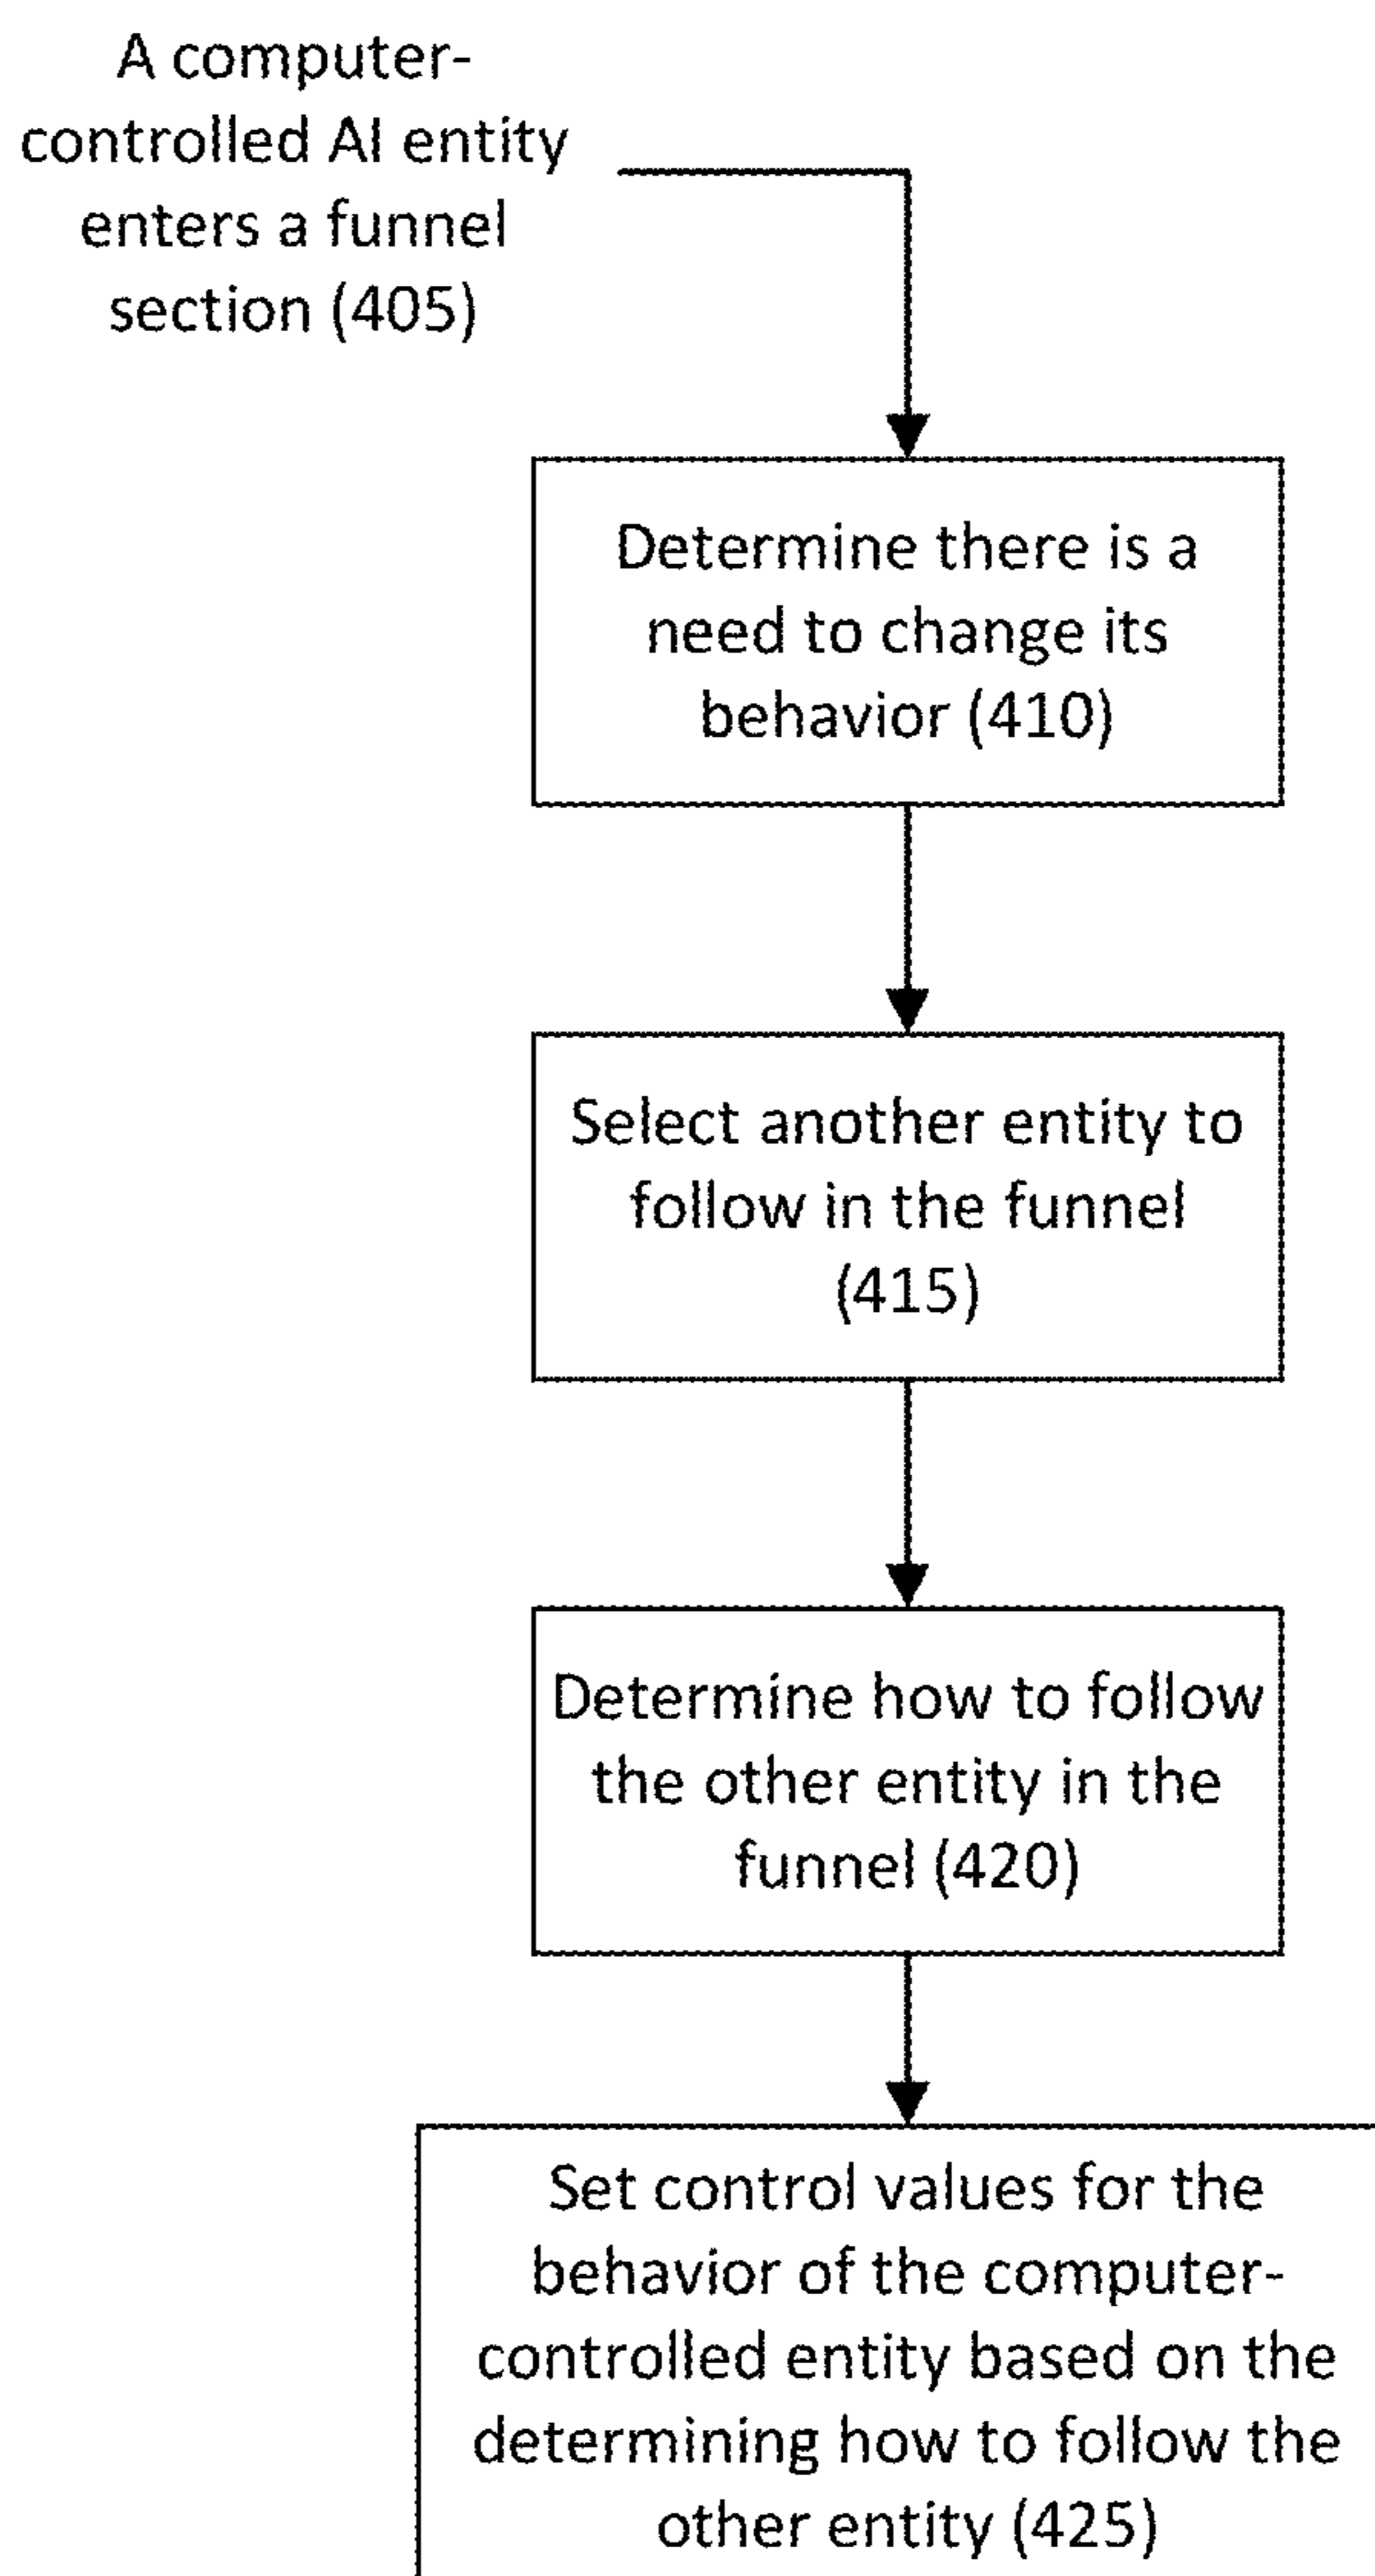 A computer-
controlled AI entity
enters a funnel
section (405)
Determine there is a
need to change its
behavior (410)
Select another entity to
follow in the funnel
(415)
Determine how to follow
the other entity in the
funnel (420)
Set control values for the
behavior of the computer-
controlled entity based on the
determining how to follow the
other entity (425)